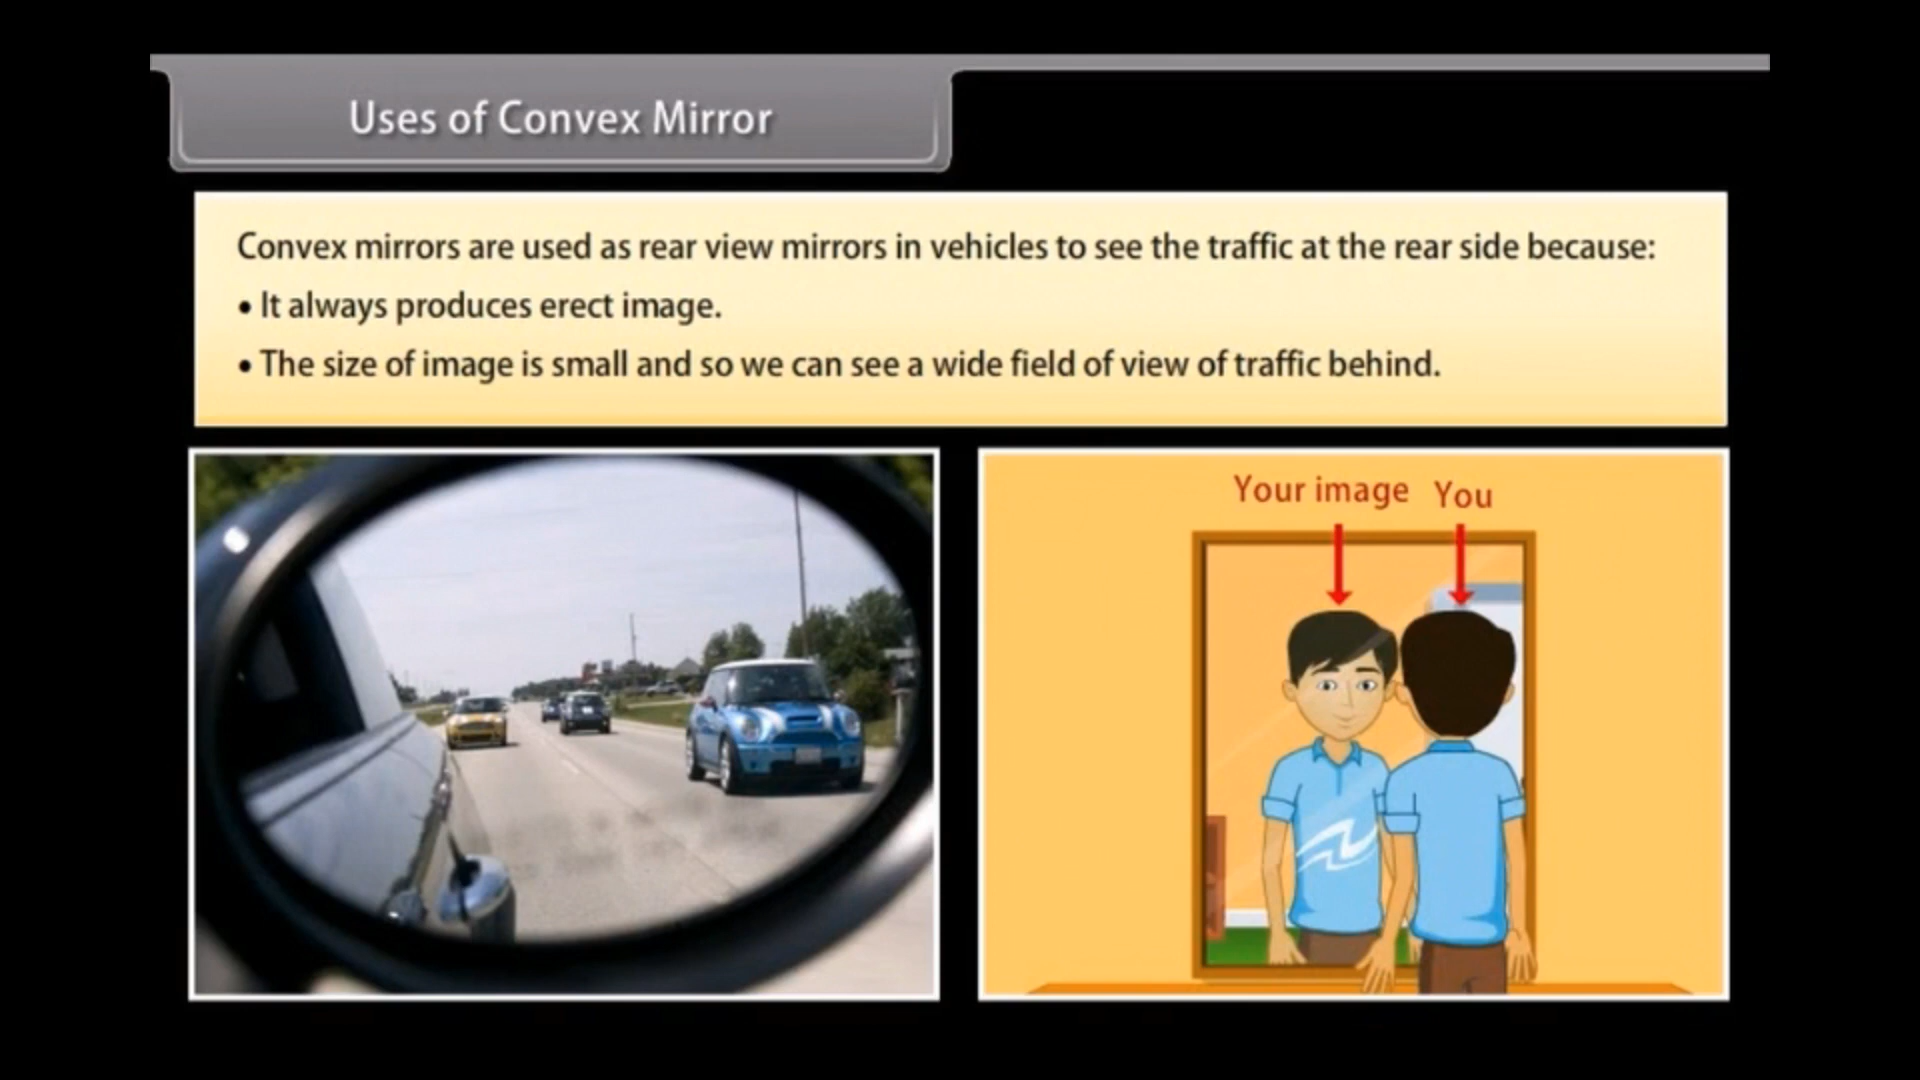 Uses of Convex Mirror
Convex mirrors are used as rear view mirrors in vehicles to see the traffic at the rear side because:
• It always produces erect image.
• The size of image is small and so we can see a wide field of view of traffic behind.
Your image You